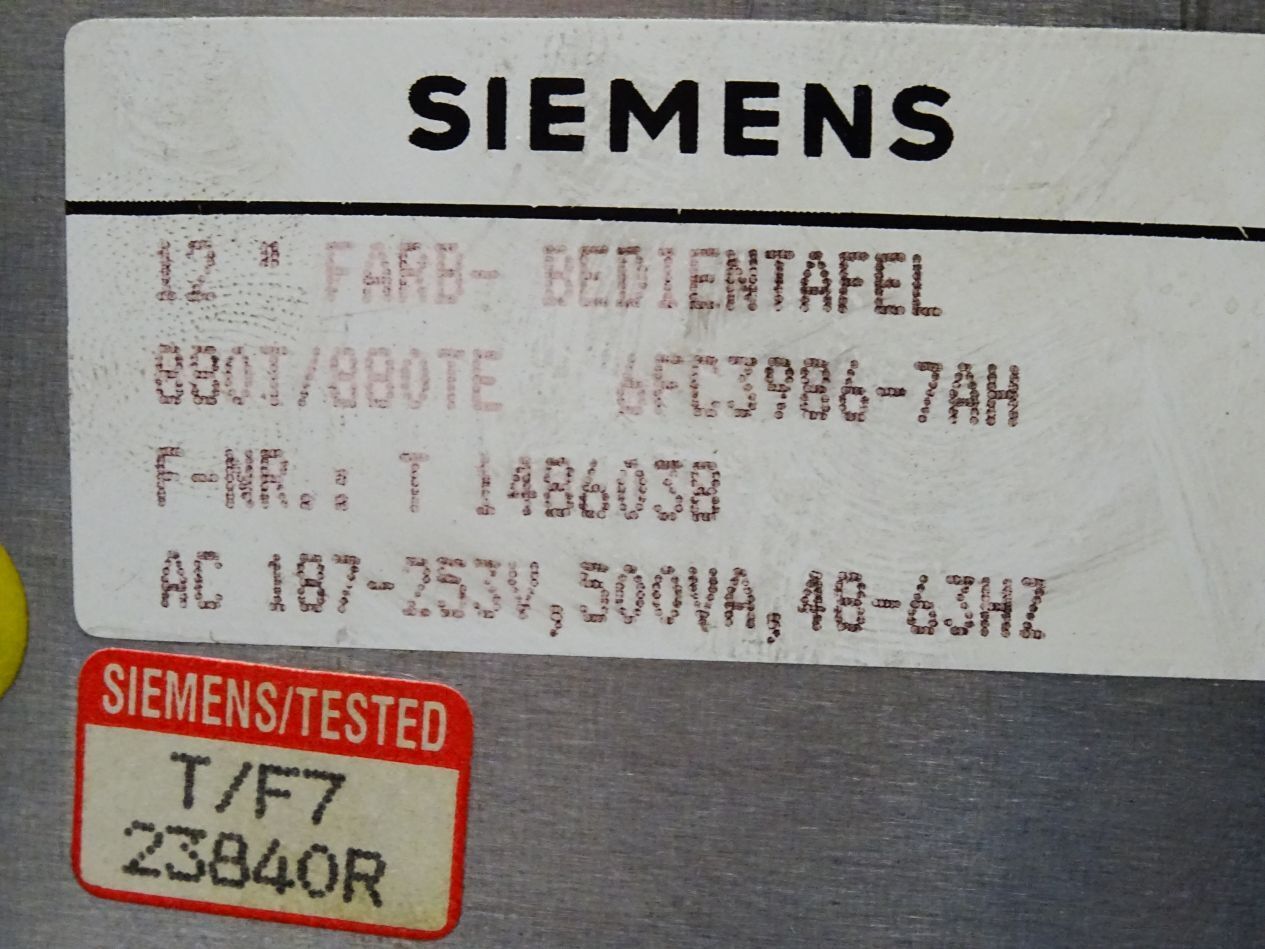 SIEMENS
12 " FARB- BEDIENTAFEL
880T/880TE 6FC3986-7AH
F-NR.: T 1486038
AC 187-253V,500VA,48-63HZ
SIEMENS/TESTED
T/F7
23840R